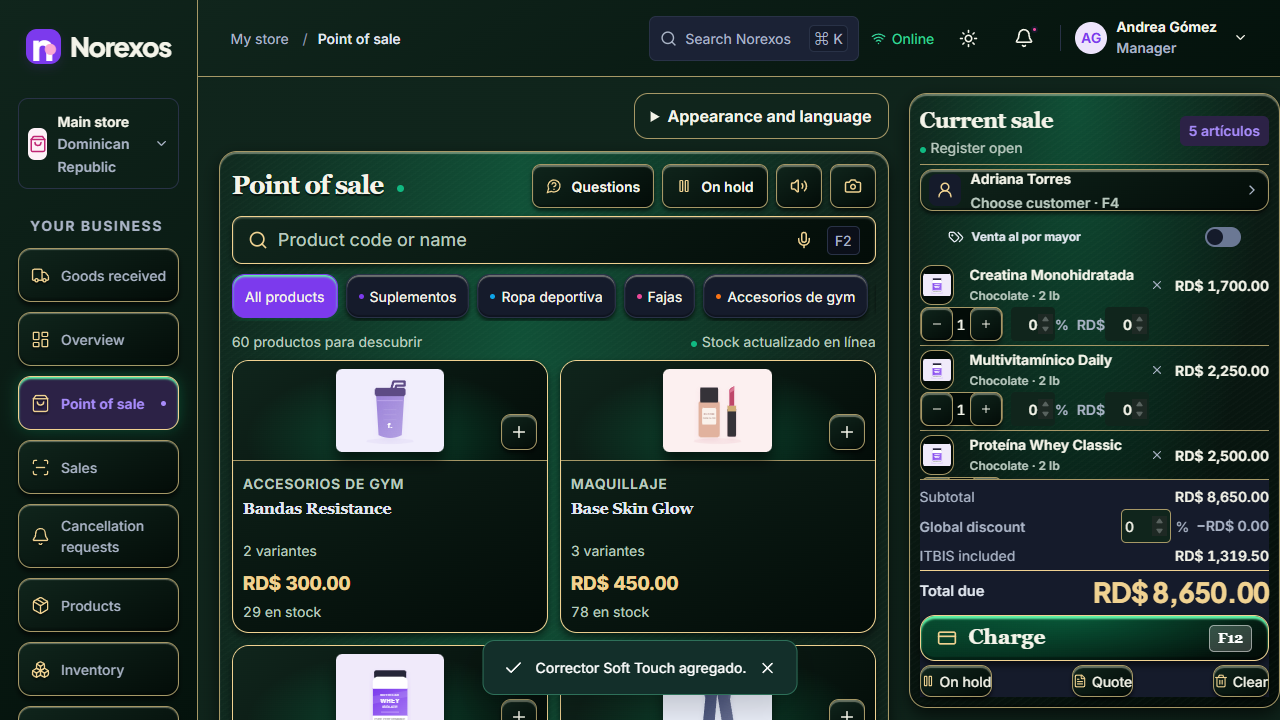 Norexos
My store / Point of sale
Search Norexos ⌘ K
Online
AG
Andrea Gómez
Manager
Main store
Dominican
Republic
YOUR BUSINESS
Goods received
Overview
Point of sale
Sales
Cancellation
requests
Products
Inventory
Appearance and language
Point of sale
Questions
On hold
Product code or name
F2
All products
Suplementos
Ropa deportiva
Fajas
Accesorios de gym
60 productos para descubrir
Stock actualizado en línea
ACCESORIOS DE GYM
Bandas Resistance
2 variantes
RD$ 300.00
29 en stock
MAQUILLAJE
Base Skin Glow
3 variantes
RD$ 450.00
78 en stock
WHEY
Corrector Soft Touch agregado.
Current sale
Register open
5 artículos
Adriana Torres
Choose customer · F4
Venta al por mayor
Creatina Monohidratada
Chocolate · 2 lb
× RD$ 1,700.00
− 1 + 0 % RD$ 0
Multivitamínico Daily
Chocolate · 2 lb
× RD$ 2,250.00
− 1 + 0 % RD$ 0
Proteína Whey Classic
Chocolate · 2 lb
× RD$ 2,500.00
Subtotal RD$ 8,650.00
Global discount 0 % −RD$ 0.00
ITBIS included RD$ 1,319.50
Total due RD$ 8,650.00
Charge F12
On hold
Quote
Clear